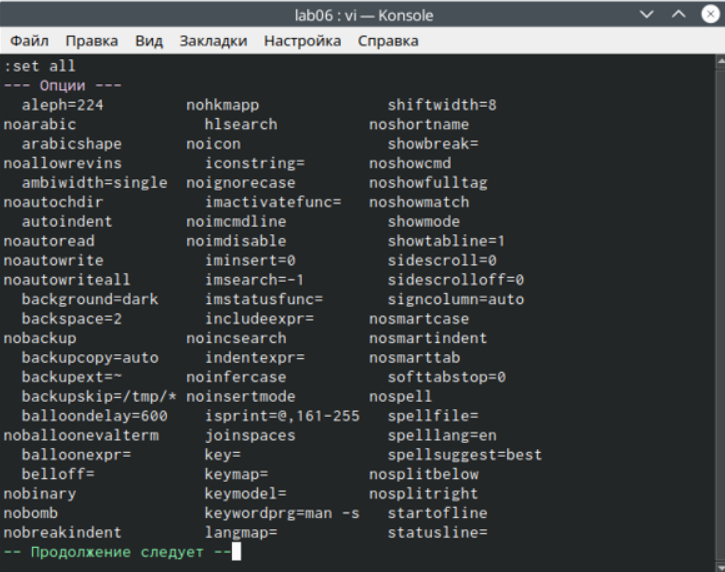 lab06 : vi — Konsole
Файл Правка Вид Закладки Настройка Справка
:set all
--- Опции ---
  aleph=224         nohkmapp              shiftwidth=8
noarabic              hlsearch          noshortname
  arabicshape       noicon                showbreak=
noallowrevins         iconstring=       noshowcmd
  ambiwidth=single  noignorecase        noshowfulltag
noautochdir           imactivatefunc=   noshowmatch
  autoindent        noimcmdline           showmode
noautoread          noimdisable           showtabline=1
noautowrite           iminsert=0          sidescroll=0
noautowriteall        imsearch=-1         sidescrolloff=0
  background=dark     imstatusfunc=       signcolumn=auto
  backspace=2         includeexpr=      nosmartcase
nobackup            noincsearch         nosmartindent
  backupcopy=auto     indentexpr=       nosmarttab
  backupext=~       noinfercase           softtabstop=0
  backupskip=/tmp/* noinsertmode        nospell
  balloondelay=600    isprint=@,161-255   spellfile=
noballoonevalterm     joinspaces          spelllang=en
  balloonexpr=        key=                spellsuggest=best
  belloff=            keymap=           nosplitbelow
nobinary              keymodel=         nosplitright
nobomb                keywordprg=man -s   startofline
nobreakindent         langmap=            statusline=
-- Продолжение следует --